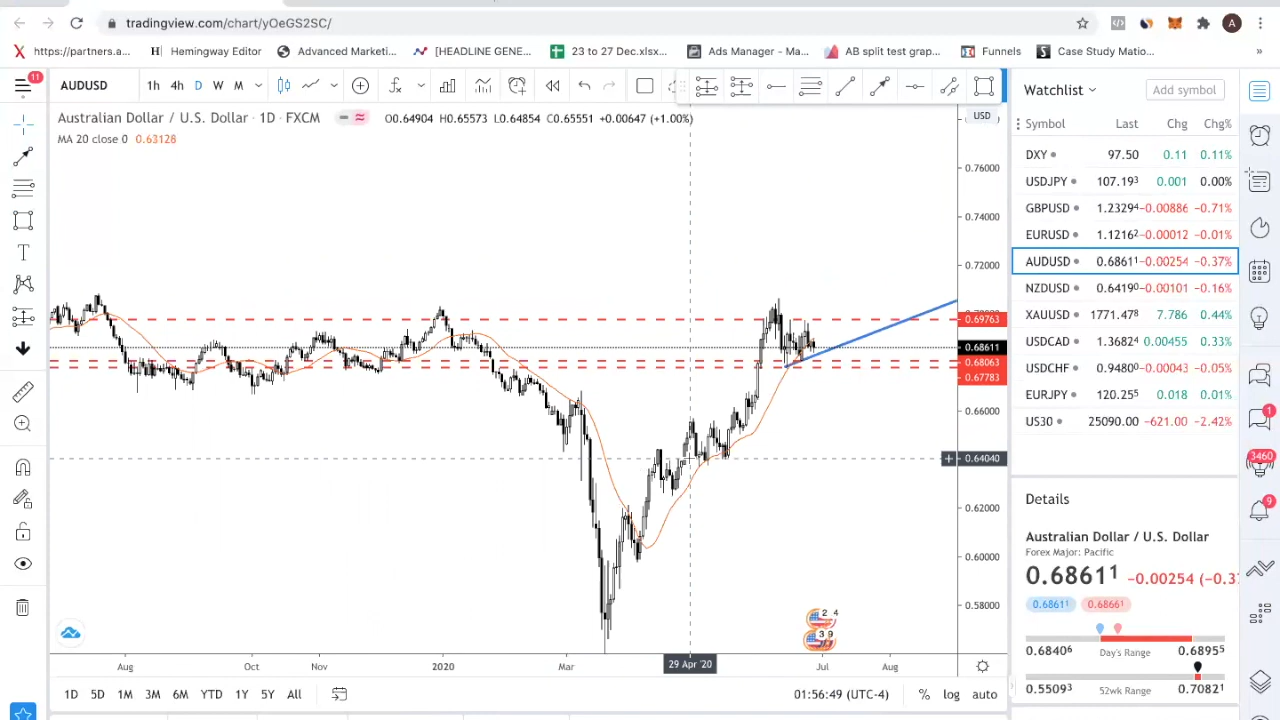 tradingview.com/chart/yOeGS2SC/
A
https://partners.a...
H Hemingway Editor
Advanced Marketi...
[HEADLINE GENE...
23 to 27 Dec.xlsx...
Ads Manager - Ma...
AB split test grap...
Funnels
Case Study Matio...
»
11
AUDUSD 1h 4h D W M
Watchlist
Add symbol
Australian Dollar / U.S. Dollar · 1D · FXCM
O0.64904 H0.65573 L0.64854 C0.65551 +0.00647 (+1.00%)
USD
MA 20 close 0 0.63128
Symbol Last Chg Chg%
DXY 97.50 0.11 0.11%
USDJPY 107.193 0.001 0.00%
GBPUSD 1.23294 −0.00886 −0.71%
EURUSD 1.12162 −0.00012 −0.01%
AUDUSD 0.68611 −0.00254 −0.37%
NZDUSD 0.64190 −0.00101 −0.16%
XAUUSD 1771.478 7.786 0.44%
USDCAD 1.36824 0.00455 0.33%
USDCHF 0.94800 −0.00043 −0.05%
EURJPY 120.255 0.018 0.01%
US30 25090.00 −621.00 −2.42%
0.76000
0.74000
0.72000
0.69763
0.68611
0.68063
0.67783
0.66000
0.64040
0.62000
0.60000
0.58000
1
3460
9
Details
Australian Dollar / U.S. Dollar
Forex Major: Pacific
0.68611 −0.00254 (−0.37
0.68611 0.68661
0.68406 Day's Range 0.68955
0.55093 52wk Range 0.70821
2 4
3 9
Aug Oct Nov 2020 Mar 29 Apr '20 Jul Aug
1D 5D 1M 3M 6M YTD 1Y 5Y All
01:56:49 (UTC-4) % log auto